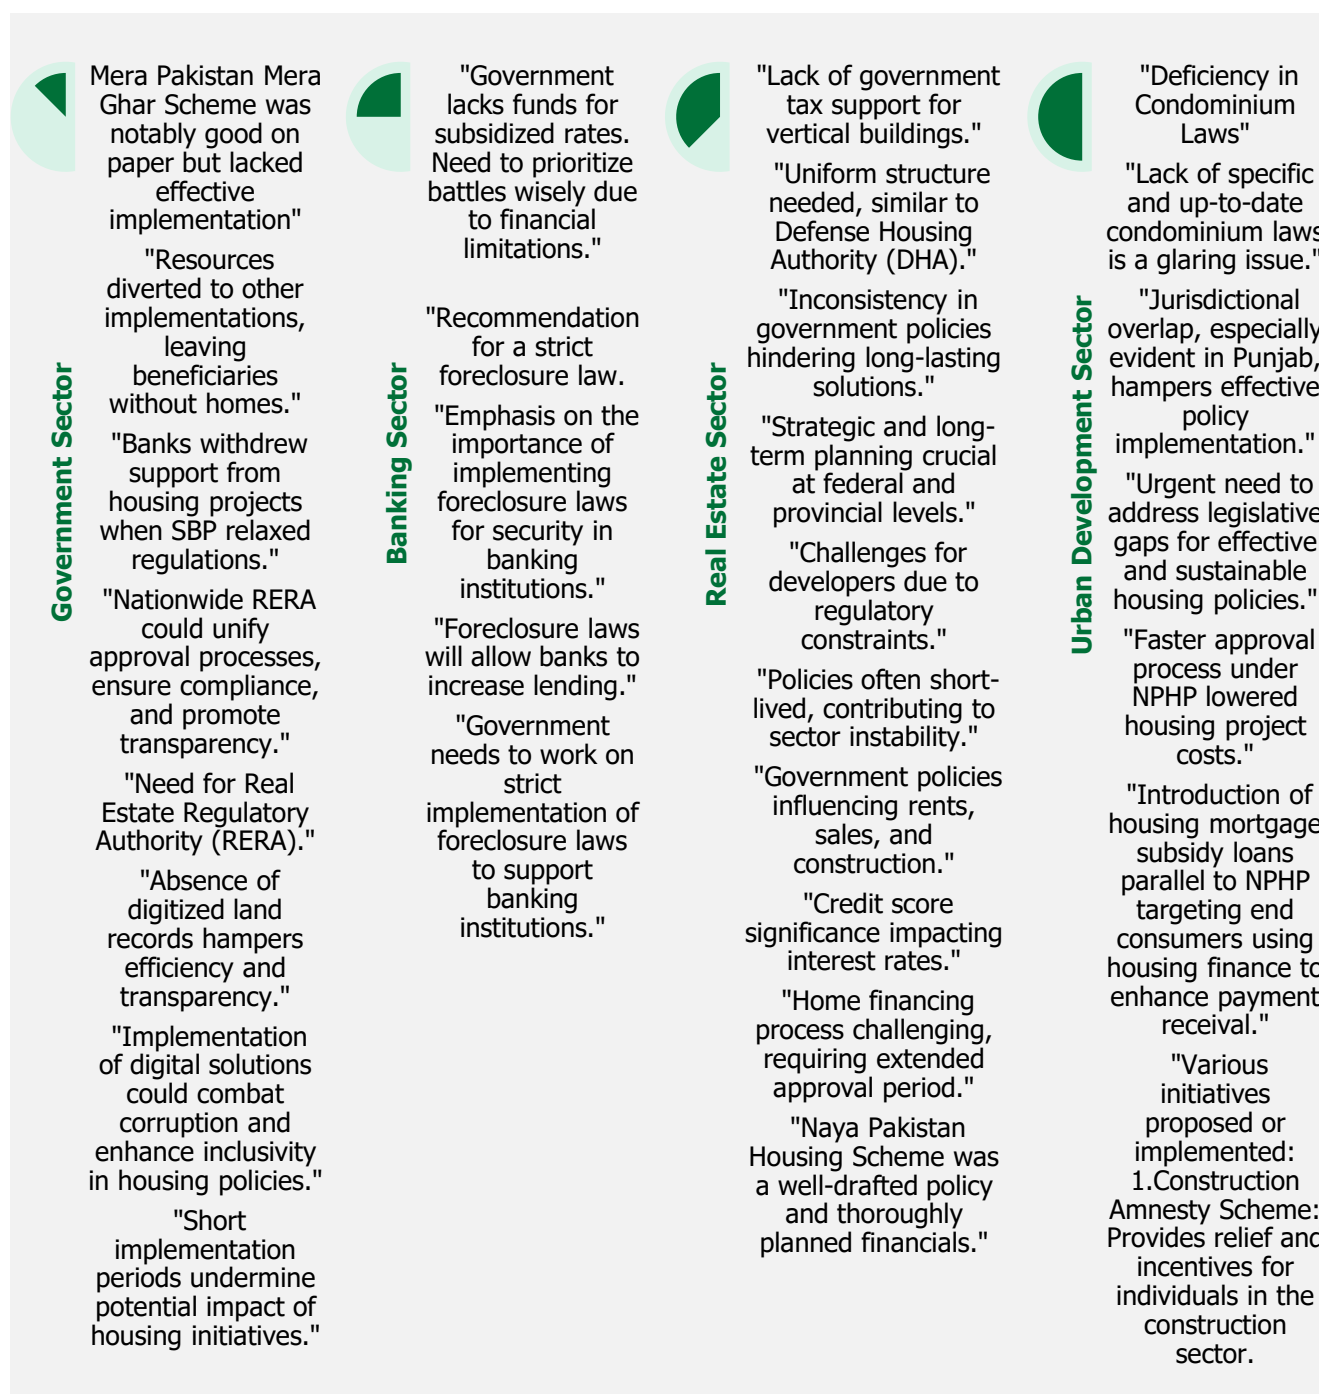 Government Sector
Mera Pakistan Mera
Ghar Scheme was
notably good on
paper but lacked
effective
implementation"
"Resources
diverted to other
implementations,
leaving
beneficiaries
without homes."
"Banks withdrew
support from
housing projects
when SBP relaxed
regulations."
"Nationwide RERA
could unify
approval processes,
ensure compliance,
and promote
transparency."
"Need for Real
Estate Regulatory
Authority (RERA)."
"Absence of
digitized land
records hampers
efficiency and
transparency."
"Implementation
of digital solutions
could combat
corruption and
enhance inclusivity
in housing policies."
"Short
implementation
periods undermine
potential impact of
housing initiatives."
Banking Sector
"Government
lacks funds for
subsidized rates.
Need to prioritize
battles wisely due
to financial
limitations."
"Recommendation
for a strict
foreclosure law.
"Emphasis on the
importance of
implementing
foreclosure laws
for security in
banking
institutions."
"Foreclosure laws
will allow banks to
increase lending."
"Government
needs to work on
strict
implementation of
foreclosure laws
to support
banking
institutions."
Real Estate Sector
"Lack of government
tax support for
vertical buildings."
"Uniform structure
needed, similar to
Defense Housing
Authority (DHA)."
"Inconsistency in
government policies
hindering long-lasting
solutions."
"Strategic and long-
term planning crucial
at federal and
provincial levels."
"Challenges for
developers due to
regulatory
constraints."
"Policies often short-
lived, contributing to
sector instability."
"Government policies
influencing rents,
sales, and
construction."
"Credit score
significance impacting
interest rates."
"Home financing
process challenging,
requiring extended
approval period."
"Naya Pakistan
Housing Scheme was
a well-drafted policy
and thoroughly
planned financials."
Urban Development Sector
"Deficiency in
Condominium
Laws"
"Lack of specific
and up-to-date
condominium laws
is a glaring issue."
"Jurisdictional
overlap, especially
evident in Punjab,
hampers effective
policy
implementation."
"Urgent need to
address legislative
gaps for effective
and sustainable
housing policies."
"Faster approval
process under
NPHP lowered
housing project
costs."
"Introduction of
housing mortgage
subsidy loans
parallel to NPHP
targeting end
consumers using
housing finance to
enhance payment
receival."
"Various
initiatives
proposed or
implemented:
1.Construction
Amnesty Scheme:
Provides relief and
incentives for
individuals in the
construction
sector.